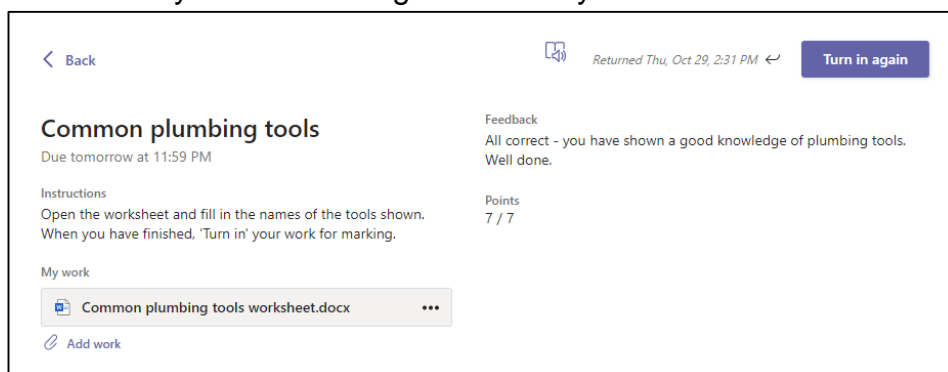 Back
Returned Thu, Oct 29, 2:31 PM
Turn in again
Common plumbing tools
Due tomorrow at 11:59 PM
Instructions
Open the worksheet and fill in the names of the tools shown.
When you have finished, 'Turn in' your work for marking.
My work
Common plumbing tools worksheet.docx
Add work
Feedback
All correct - you have shown a good knowledge of plumbing tools.
Well done.
Points
7 / 7